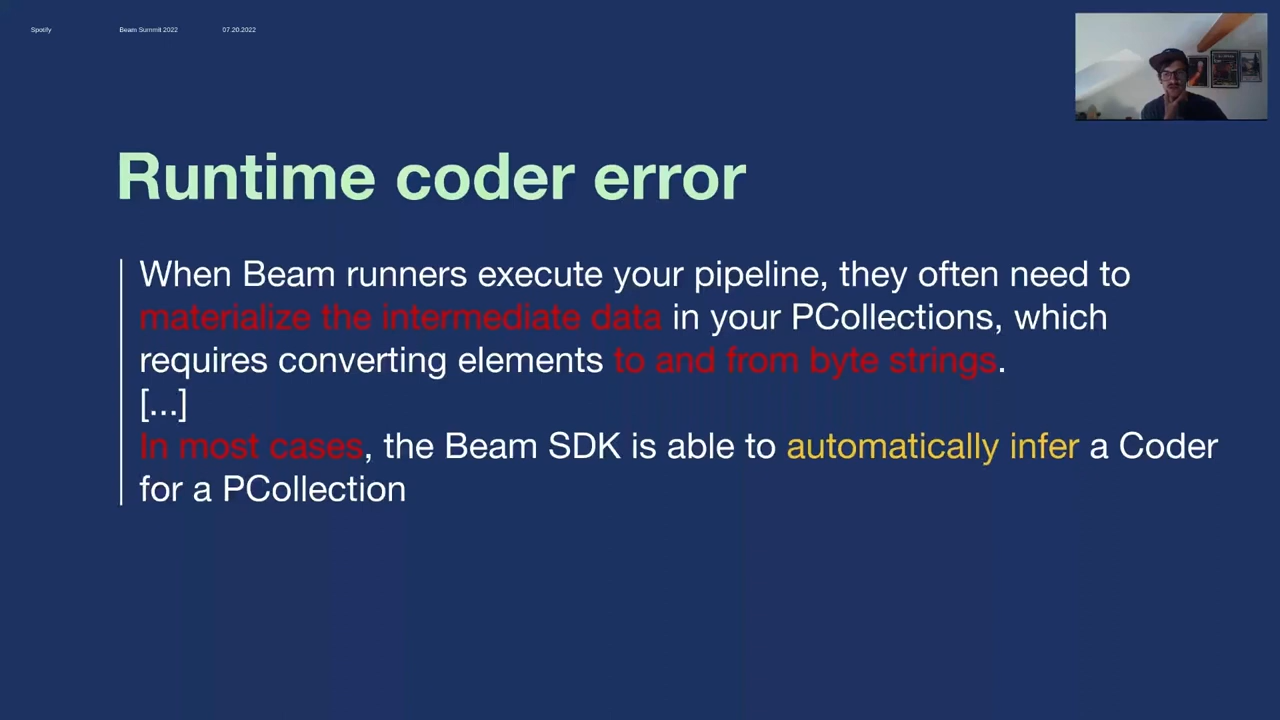 Spotify
Beam Summit 2022
07.20.2022
Runtime coder error
When Beam runners execute your pipeline, they often need to
materialize the intermediate data in your PCollections, which
requires converting elements to and from byte strings.
[...]
In most cases, the Beam SDK is able to automatically infer a Coder
for a PCollection